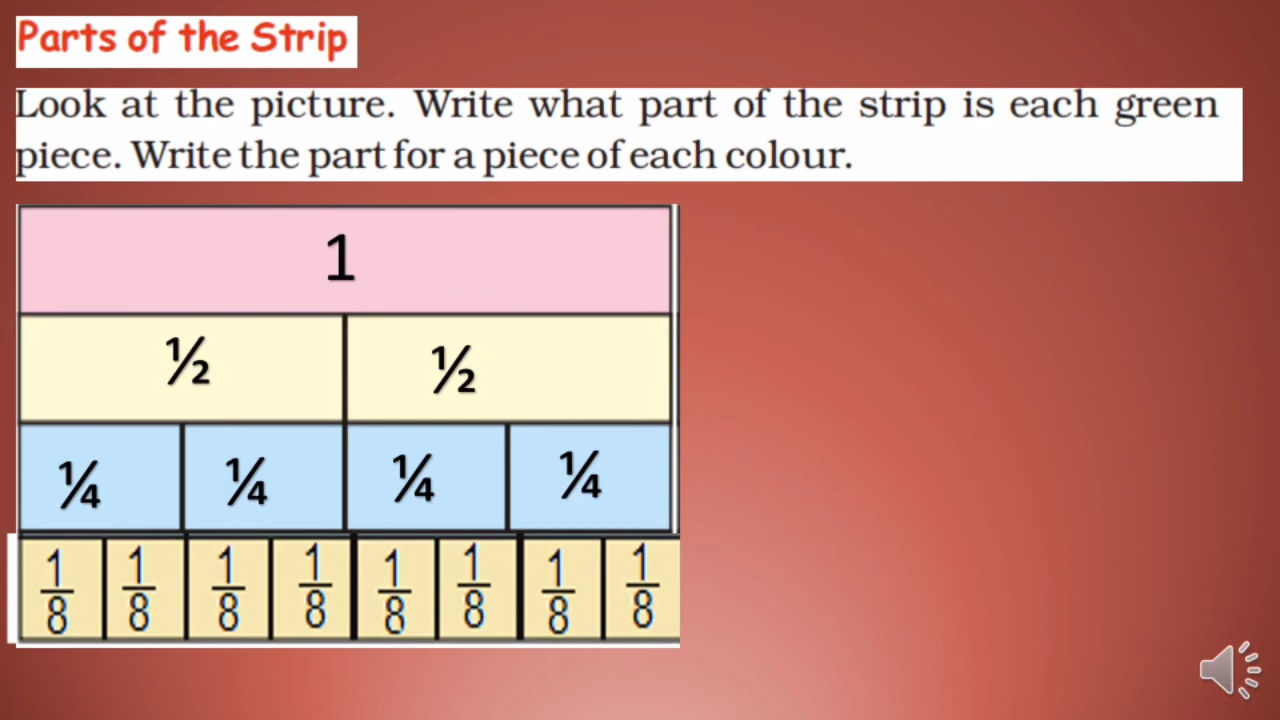 Parts of the Strip
Look at the picture. Write what part of the strip is each green
piece. Write the part for a piece of each colour.
1
½ ½
¼ ¼ ¼ ¼
1/8 1/8 1/8 1/8 1/8 1/8 1/8 1/8